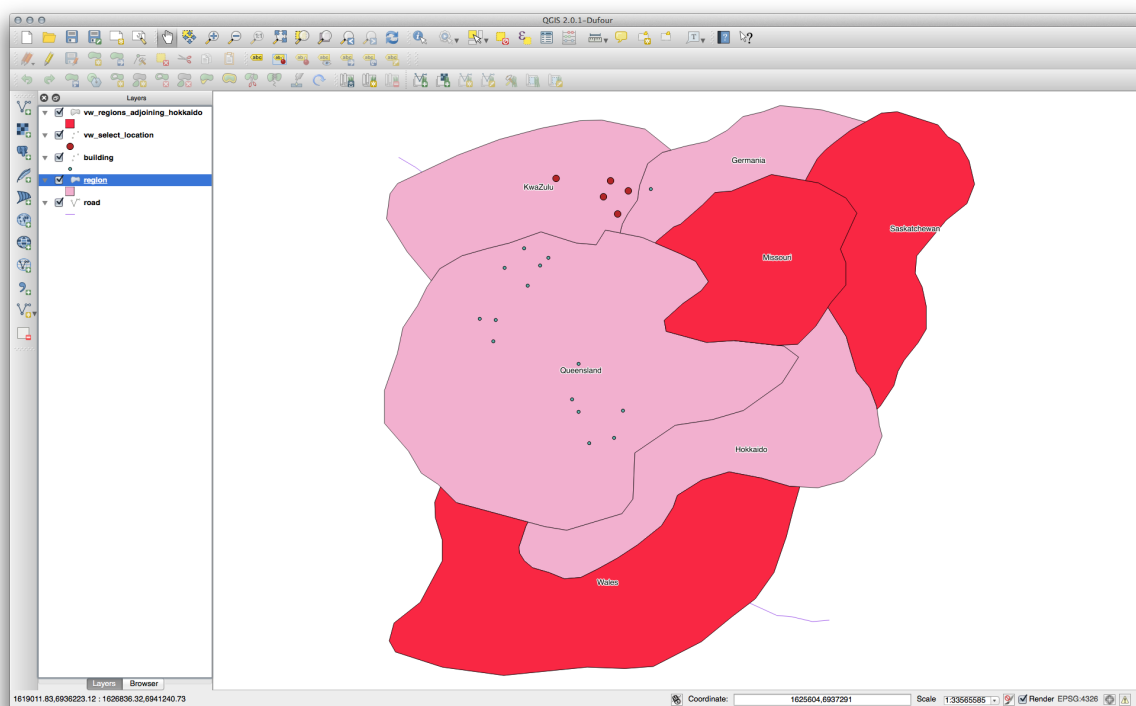 QGIS 2.0.1-Dufour
Layers
vw_regions_adjoining_hokkaido
vw_select_location
building
region
road
Germania
KwaZulu
Saskatchewan
Missouri
Queensland
Hokkaido
Wales
Layers Browser
1619011.83,6936223.12 : 1626836.32,6941240.73 Coordinate: 1625604,6937291 Scale 1:33565585 Render EPSG:4326